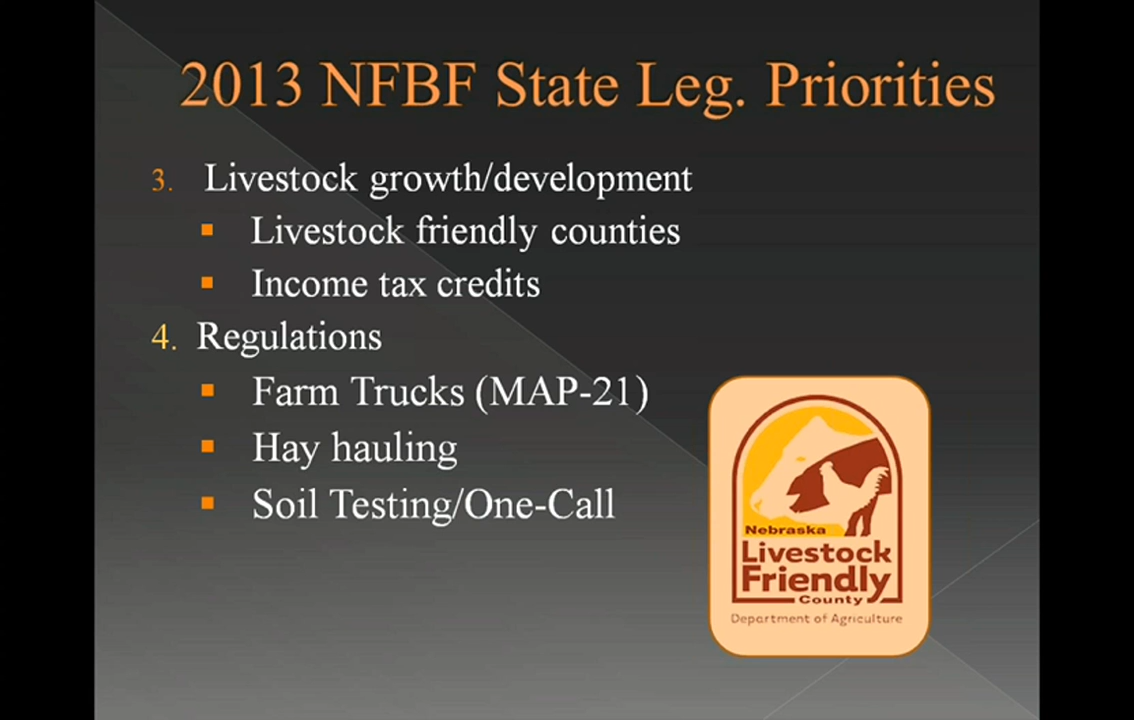 2013 NFBF State Leg. Priorities
3. Livestock growth/development
Livestock friendly counties
Income tax credits
4. Regulations
Farm Trucks (MAP-21)
Hay hauling
Soil Testing/One-Call
Nebraska
Livestock
Friendly
County
Department of Agriculture